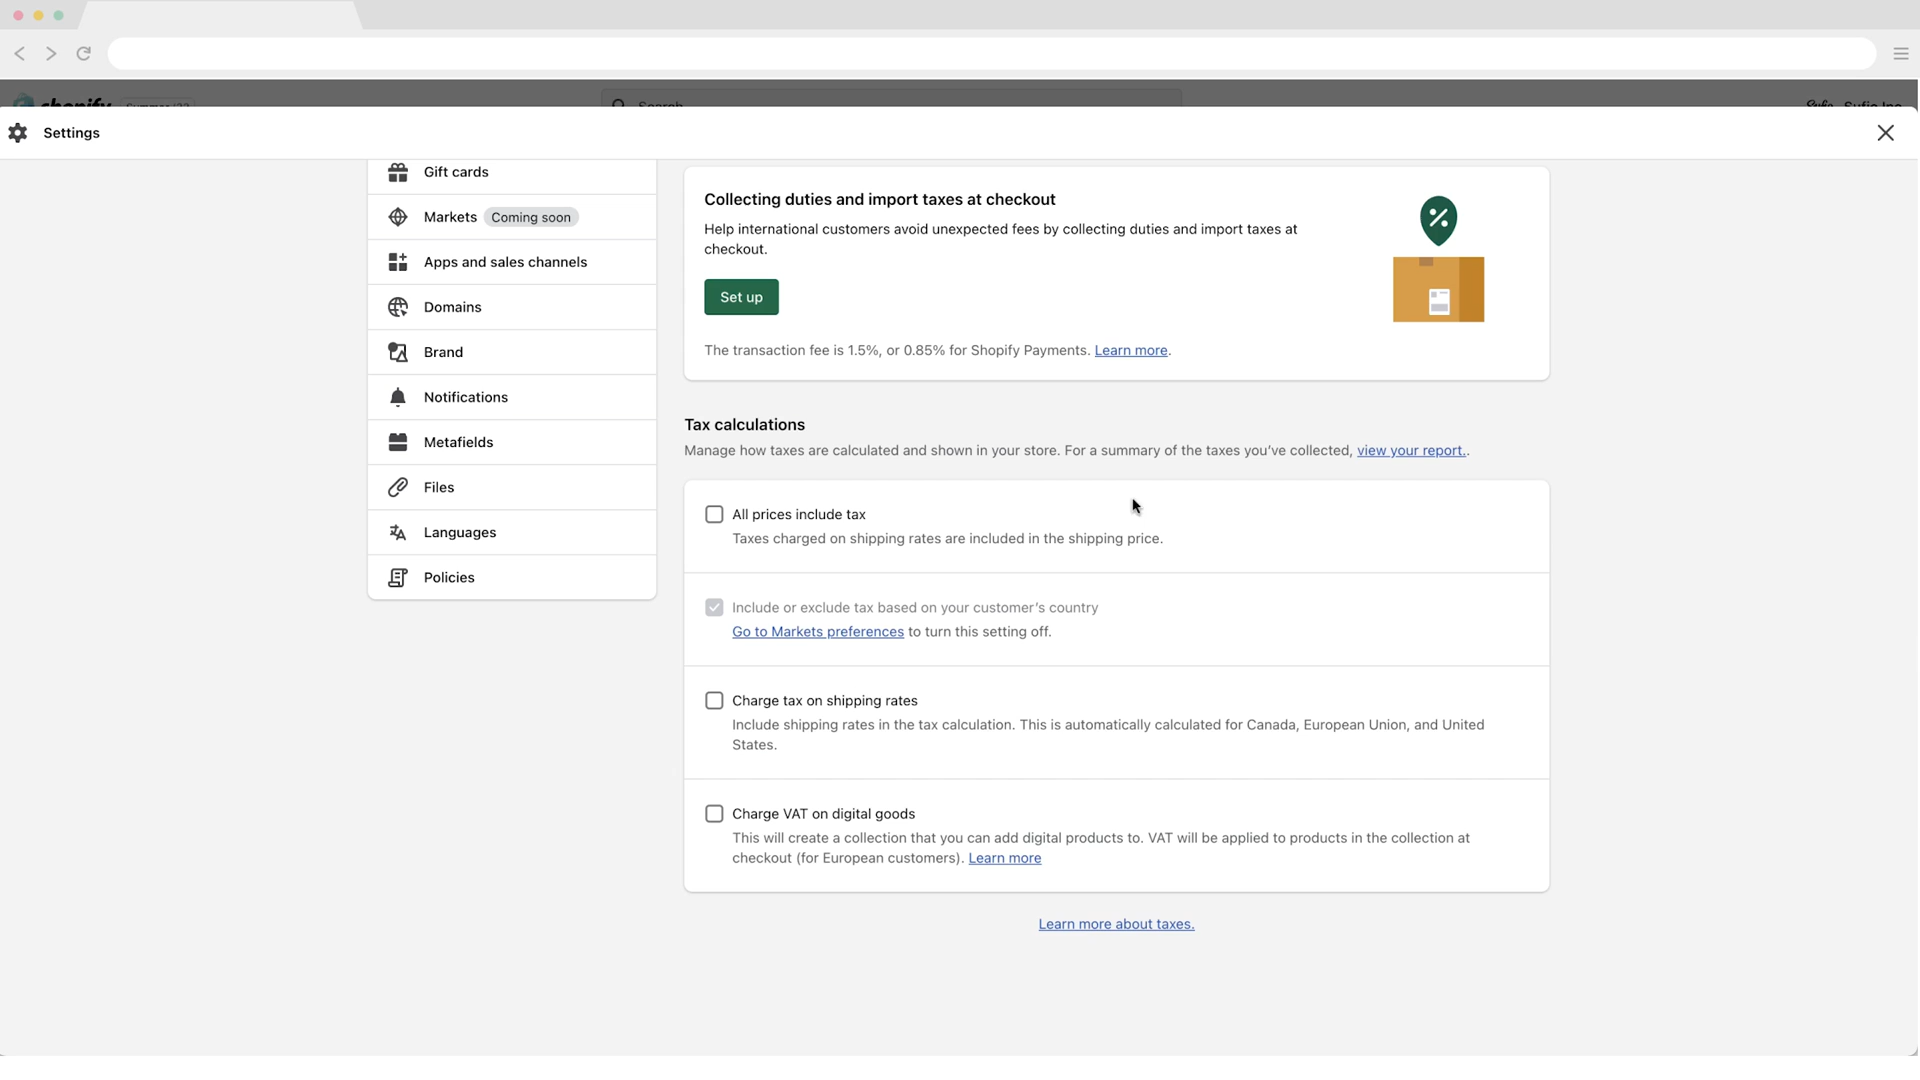 Settings
Gift cards
Markets Coming soon
Apps and sales channels
Domains
Brand
Notifications
Metafields
Files
Languages
Policies
Collecting duties and import taxes at checkout
Help international customers avoid unexpected fees by collecting duties and import taxes at
checkout.
Set up
The transaction fee is 1.5%, or 0.85% for Shopify Payments. Learn more.
Tax calculations
Manage how taxes are calculated and shown in your store. For a summary of the taxes you've collected, view your report..
All prices include tax
Taxes charged on shipping rates are included in the shipping price.
Include or exclude tax based on your customer's country
Go to Markets preferences to turn this setting off.
Charge tax on shipping rates
Include shipping rates in the tax calculation. This is automatically calculated for Canada, European Union, and United
States.
Charge VAT on digital goods
This will create a collection that you can add digital products to. VAT will be applied to products in the collection at
checkout (for European customers). Learn more
Learn more about taxes.